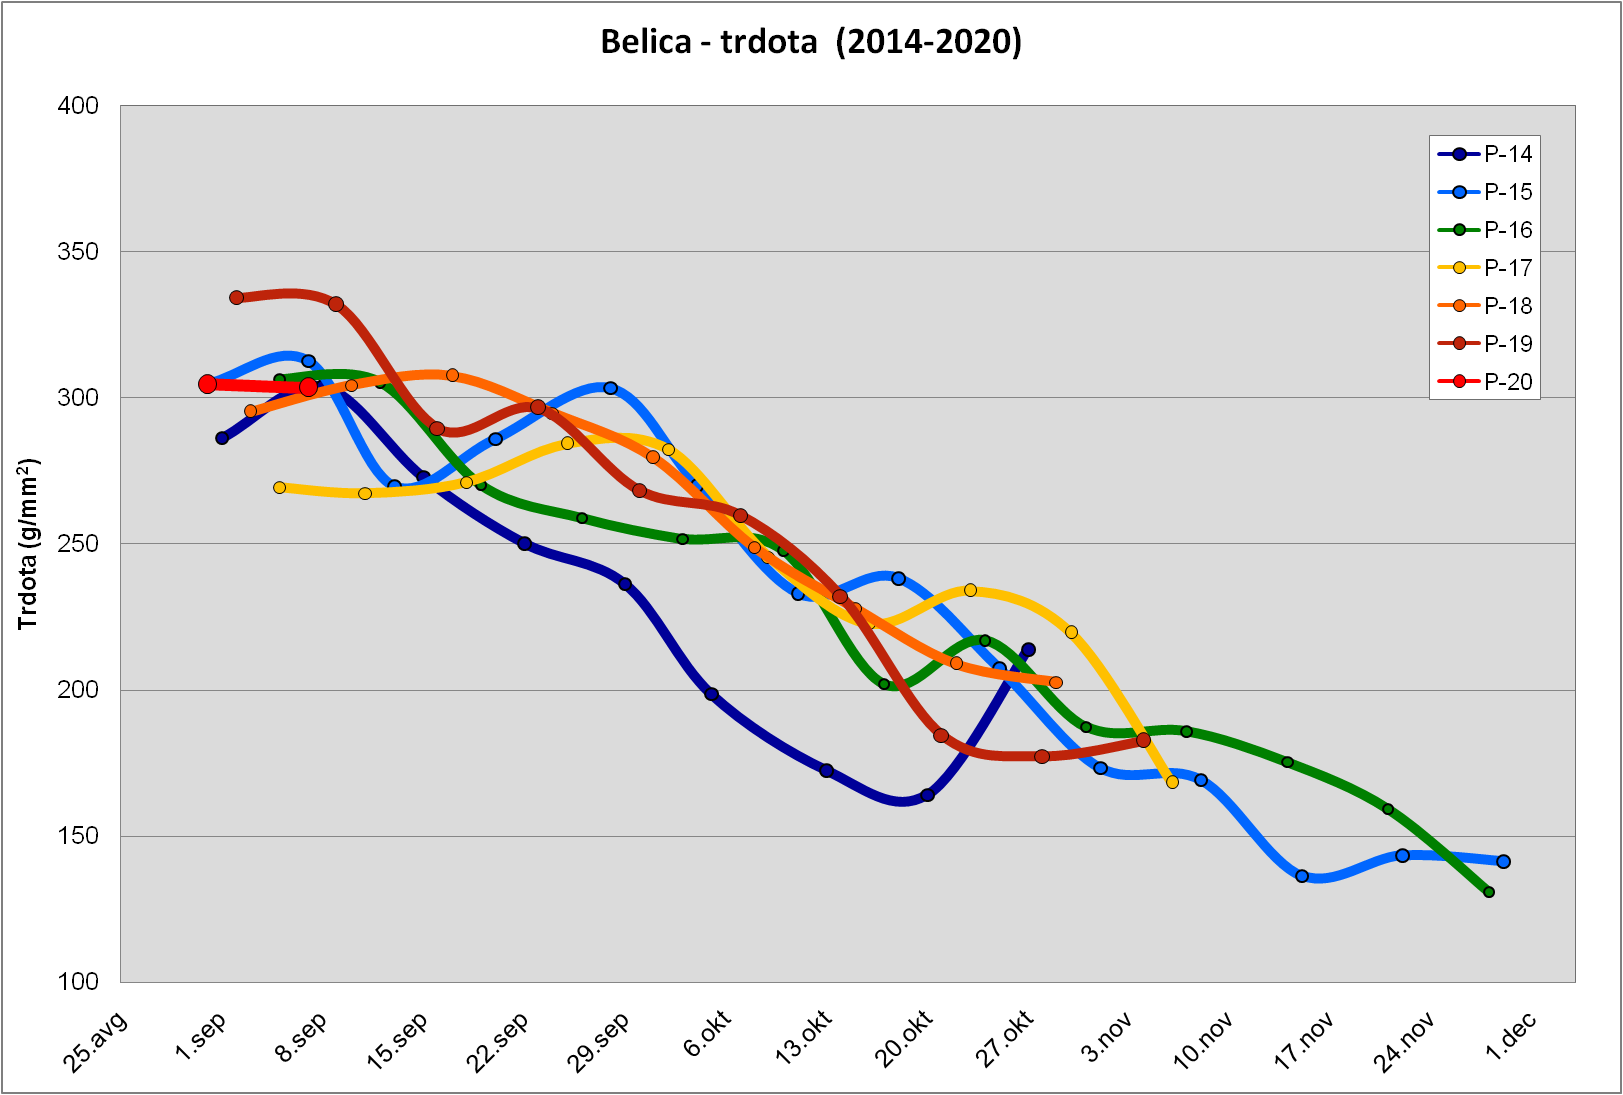 Belica - trdota  (2014-2020)
400
350
300
250
200
150
100
Trdota (g/mm²)
P-14
P-15
P-16
P-17
P-18
P-19
P-20
25.avg
1.sep
8.sep
15.sep
22.sep
29.sep
6.okt
13.okt
20.okt
27.okt
3.nov
10.nov
17.nov
24.nov
1.dec